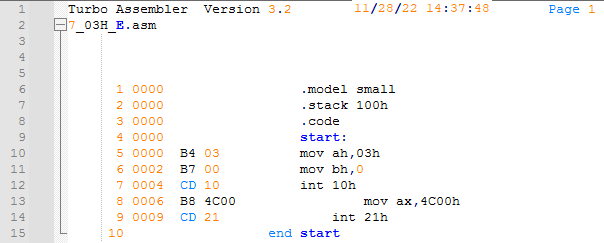 1 Turbo Assembler Version 3.2 11/28/22 14:37:48 Page 1
2 7_03H_E.asm
3
4
5
6 1 0000 .model small
7 2 0000 .stack 100h
8 3 0000 .code
9 4 0000 start:
10 5 0000 B4 03 mov ah,03h
11 6 0002 B7 00 mov bh,0
12 7 0004 CD 10 int 10h
13 8 0006 B8 4C00 mov ax,4C00h
14 9 0009 CD 21 int 21h
15 10 end start